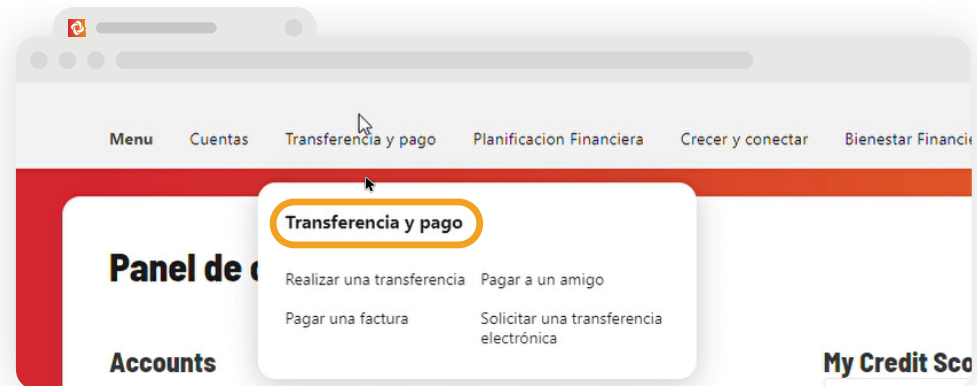 Menu Cuentas Transferencia y pago Planificacion Financiera Crecer y conectar Bienestar
Transferencia y pago
Panel de
Realizar una transferencia Pagar a un amigo
Pagar una factura Solicitar una transferencia
electrónica
Accounts My Credit